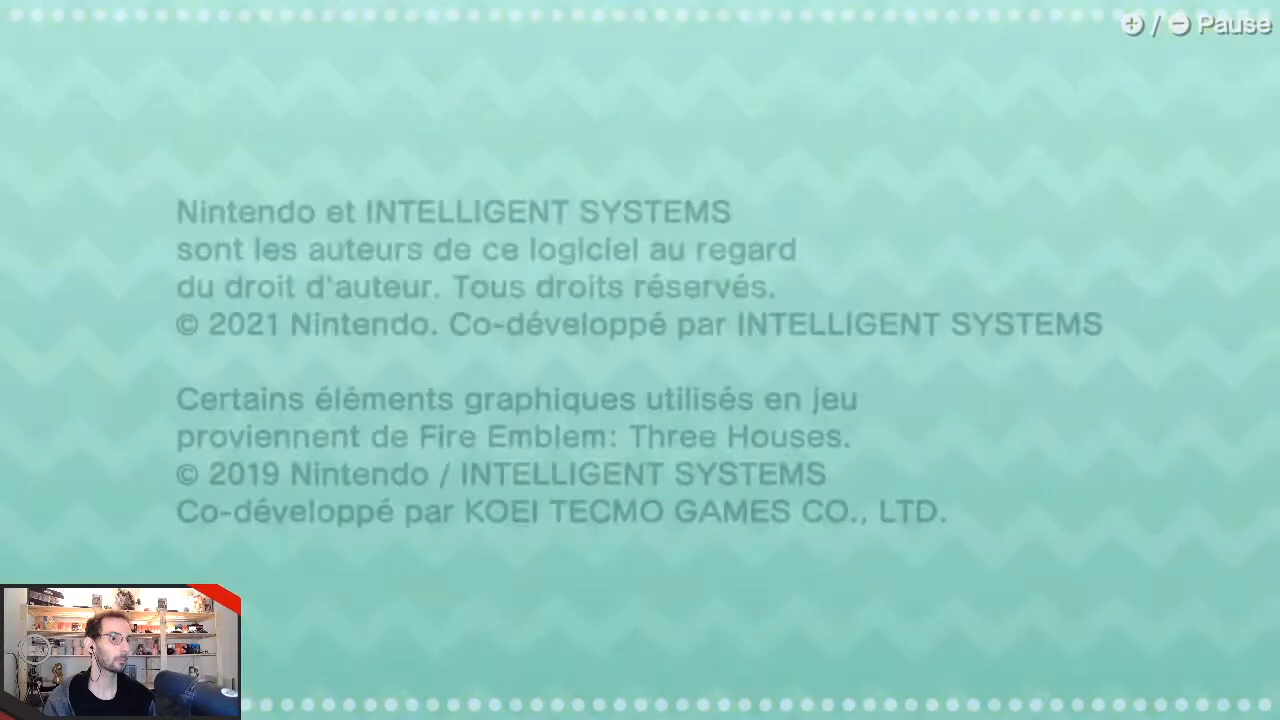 + / - Pause
Nintendo et INTELLIGENT SYSTEMS
sont les auteurs de ce logiciel au regard
du droit d'auteur. Tous droits réservés.
© 2021 Nintendo. Co-développé par INTELLIGENT SYSTEMS
Certains éléments graphiques utilisés en jeu
proviennent de Fire Emblem: Three Houses.
© 2019 Nintendo / INTELLIGENT SYSTEMS
Co-développé par KOEI TECMO GAMES CO., LTD.